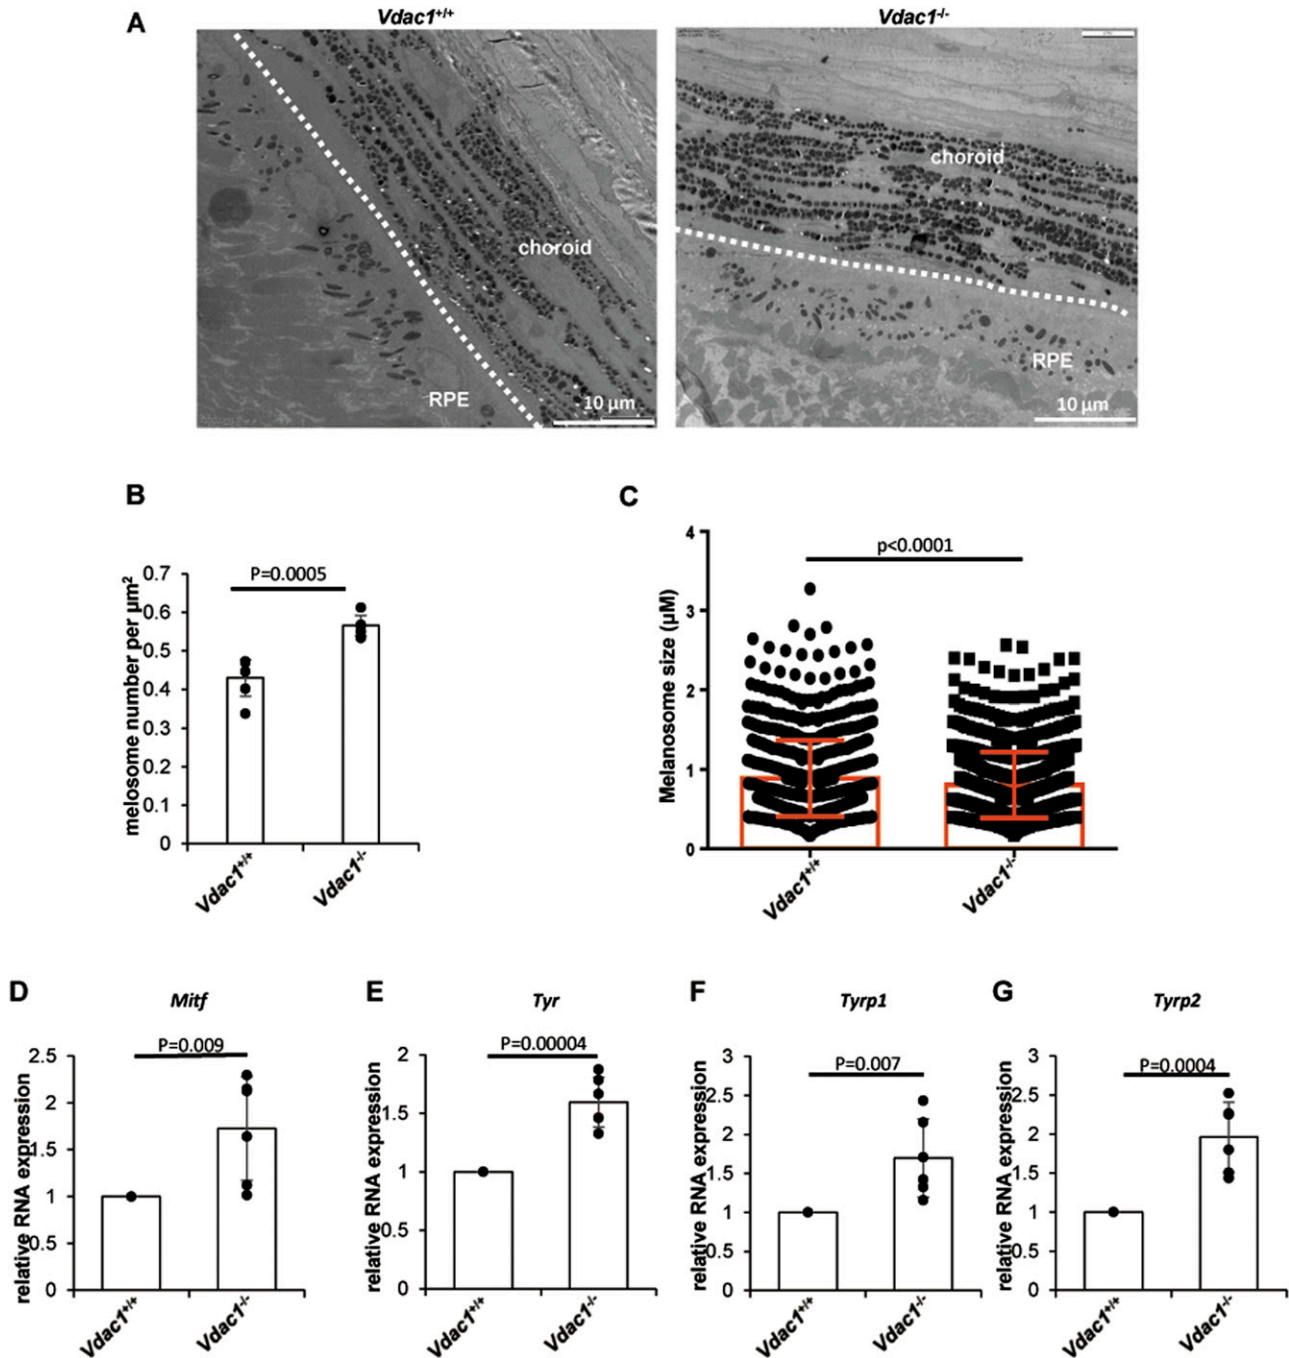 A
Vdac1+/+
Vdac1-/-
choroid
RPE
10 µm
choroid
RPE
10 µm
B
melosome number per µm²
0.7
0.6
0.5
0.4
0.3
0.2
0.1
0
P=0.0005
Vdac1+/+
Vdac1-/-
C
Melanosome size (µM)
4
3
2
1
0
p<0.0001
Vdac1+/+
Vdac1-/-
D
Mitf
relative RNA expression
2.5
2
1.5
1
0.5
0
P=0.009
Vdac1+/+
Vdac1-/-
E
Tyr
relative RNA expression
2
1.5
1
0.5
0
P=0.00004
Vdac1+/+
Vdac1-/-
F
Tyrp1
relative RNA expression
3
2.5
2
1.5
1
0.5
0
P=0.007
Vdac1+/+
Vdac1-/-
G
Tyrp2
relative RNA expression
3
2.5
2
1.5
1
0.5
0
P=0.0004
Vdac1+/+
Vdac1-/-